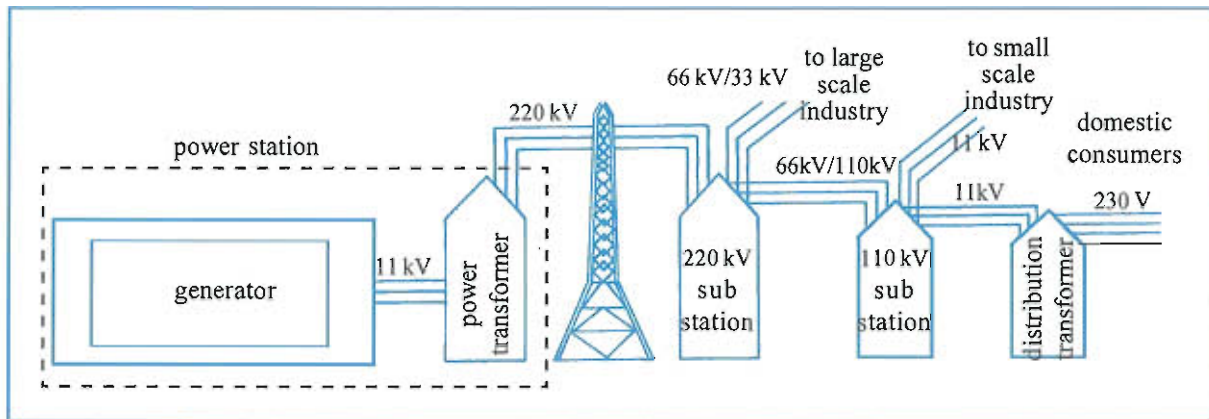 power station
generator
11 kV
power
transformer
220 kV
66 kV/33 kV
to large
scale
industry
220 kV
sub
station
66kV/110kV
to small
scale
industry
11 kV
110 kV
sub
station
11kV
distribution
transformer
domestic
consumers
230 V